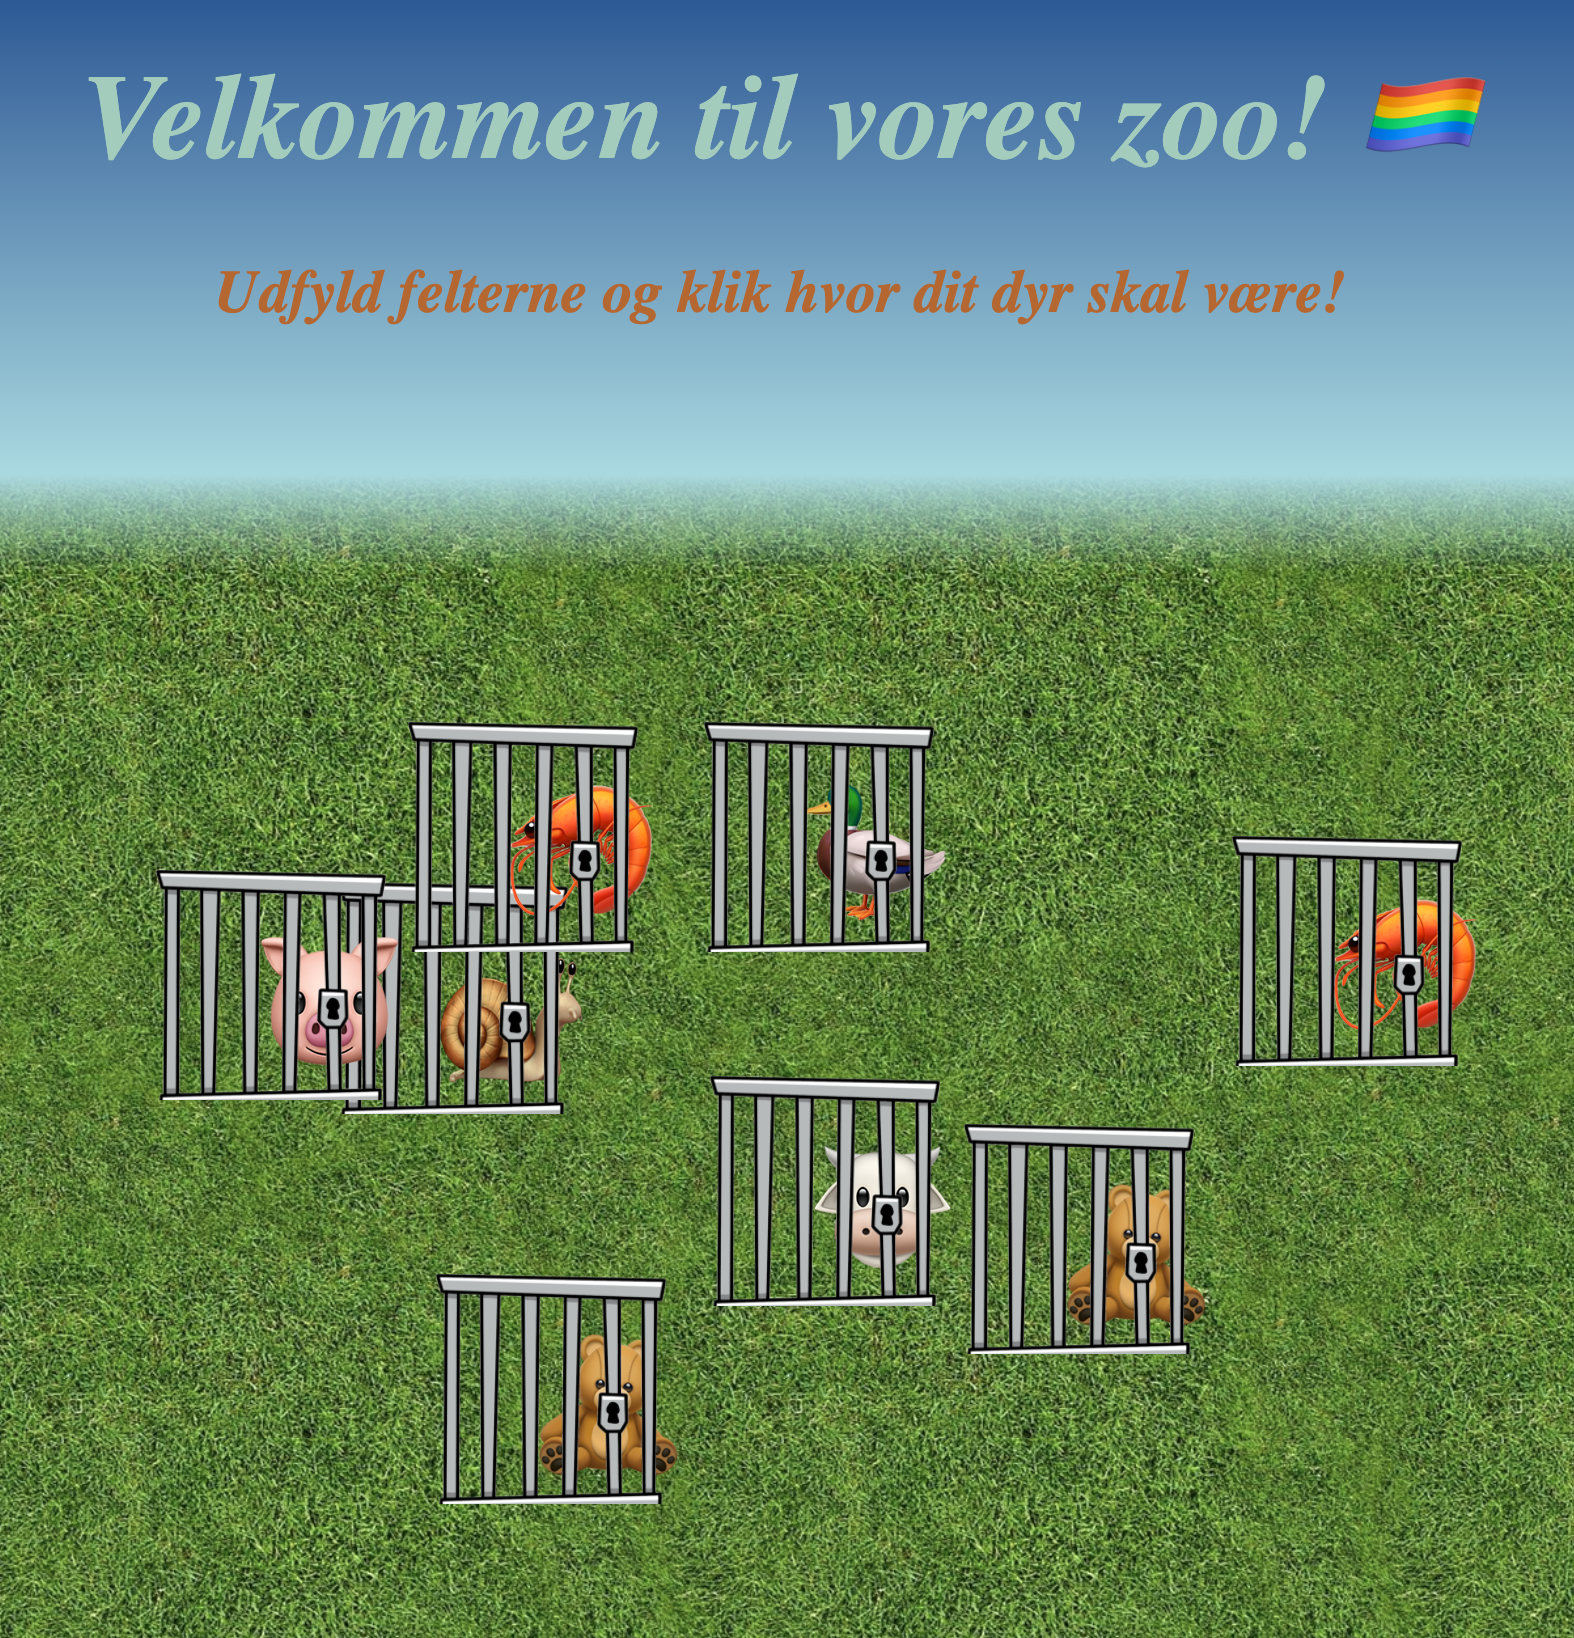 Velkommen til vores zoo! 🏳️‍🌈
Udfyld felterne og klik hvor dit dyr skal være!